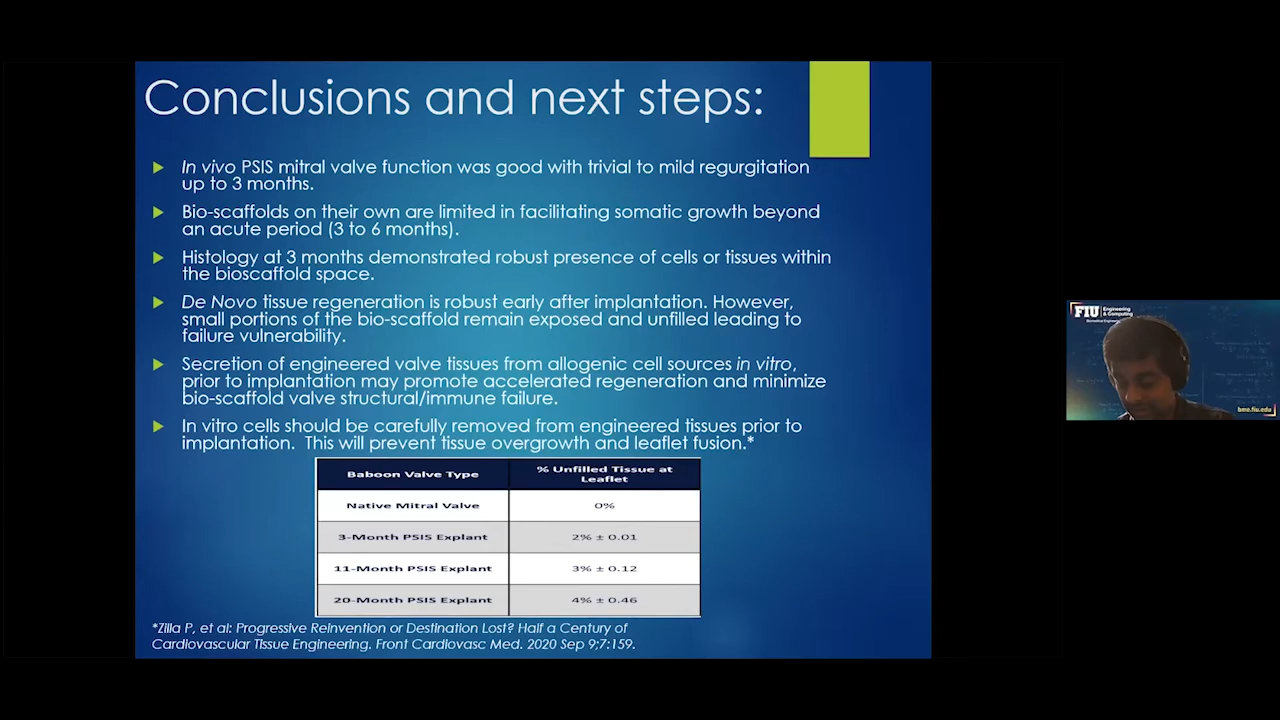 Conclusions and next steps:
In vivo PSIS mitral valve function was good with trivial to mild regurgitation
up to 3 months.
Bio-scaffolds on their own are limited in facilitating somatic growth beyond
an acute period (3 to 6 months).
Histology at 3 months demonstrated robust presence of cells or tissues within
the bioscaffold space.
De Novo tissue regeneration is robust early after implantation. However,
small portions of the bio-scaffold remain exposed and unfilled leading to
failure vulnerability.
Secretion of engineered valve tissues from allogenic cell sources in vitro,
prior to implantation may promote accelerated regeneration and minimize
bio-scaffold valve structural/immune failure.
In vitro cells should be carefully removed from engineered tissues prior to
implantation. This will prevent tissue overgrowth and leaflet fusion.*
Baboon Valve Type % Unfilled Tissue at
Leaflet
Native Mitral Valve 0%
3-Month PSIS Explant 2% ± 0.01
11-Month PSIS Explant 3% ± 0.12
20-Month PSIS Explant 4% ± 0.46
*Zilla P, et al: Progressive Reinvention or Destination Lost? Half a Century of
Cardiovascular Tissue Engineering. Front Cardiovasc Med. 2020 Sep 9;7:159.
FIU Engineering
& Computing
bme.fiu.edu